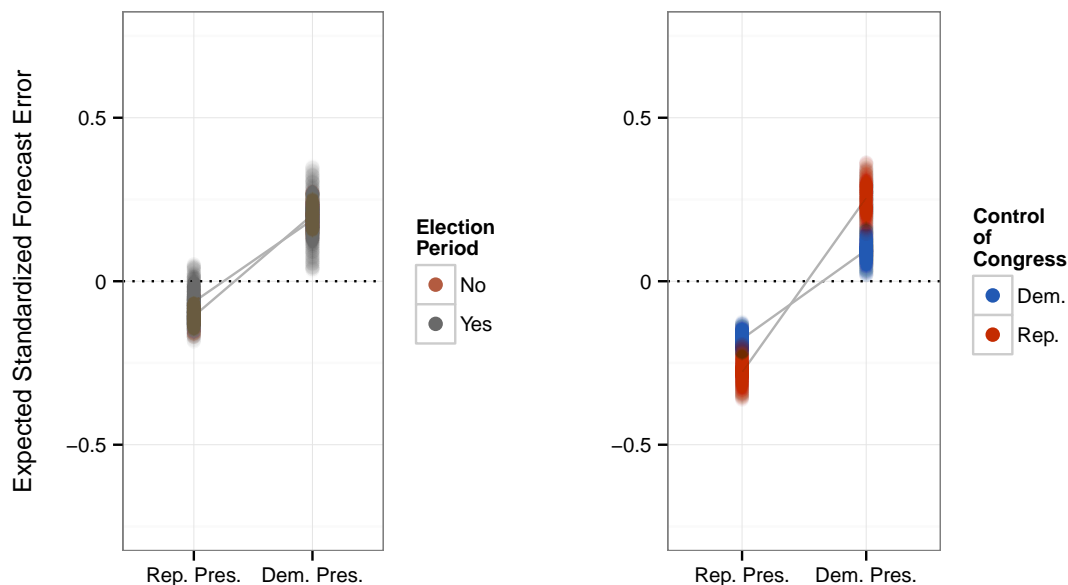 Expected Standardized Forecast Error
0.5
0
−0.5
Rep. Pres.
Dem. Pres.
Election
Period
No
Yes
0.5
0
−0.5
Rep. Pres.
Dem. Pres.
Control
of
Congress
Dem.
Rep.